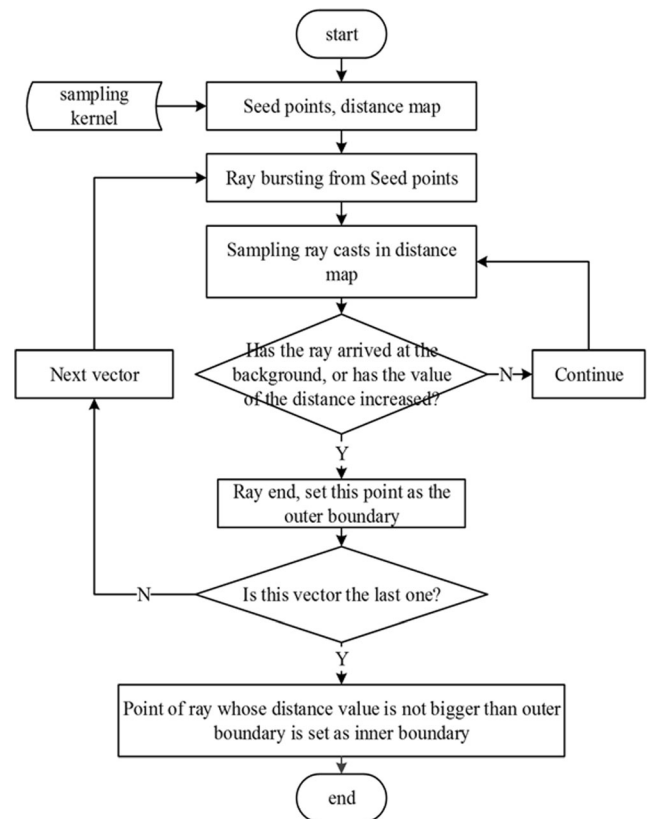 start
sampling
kernel
Seed points, distance map
Ray bursting from Seed points
Sampling ray casts in distance
map
Has the ray arrived at the
background, or has the value
of the distance increased?
N
Continue
Next vector
Y
Ray end, set this point as the
outer boundary
Is this vector the last one?
N
Y
Point of ray whose distance value is not bigger than outer
boundary is set as inner boundary
end